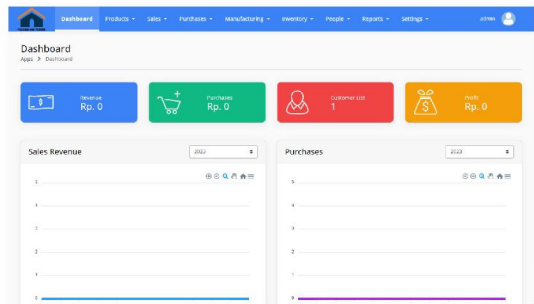 Dashboard Products Sales Purchases Manufacturing Inventory People Reports Settings admin
Dashboard
Apps > Dashboard
Revenue
Rp. 0
Purchases
Rp. 0
Customer List
1
Profit
Rp. 0
Sales Revenue 2023
Purchases 2023
5
4
3
2
1
0
5
4
3
2
1
0